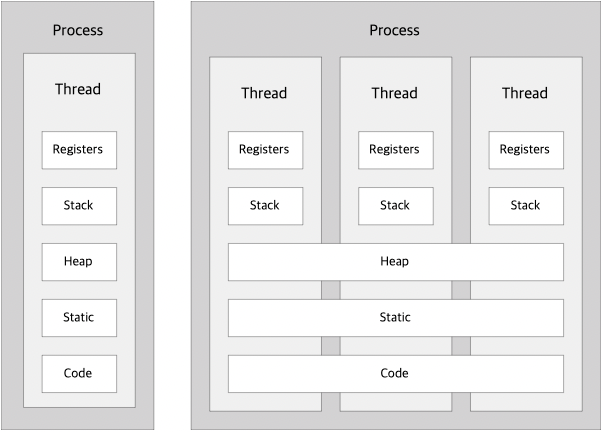 Process
Thread
Registers
Stack
Heap
Static
Code
Process
Thread Thread Thread
Registers Registers Registers
Stack Stack Stack
Heap
Static
Code